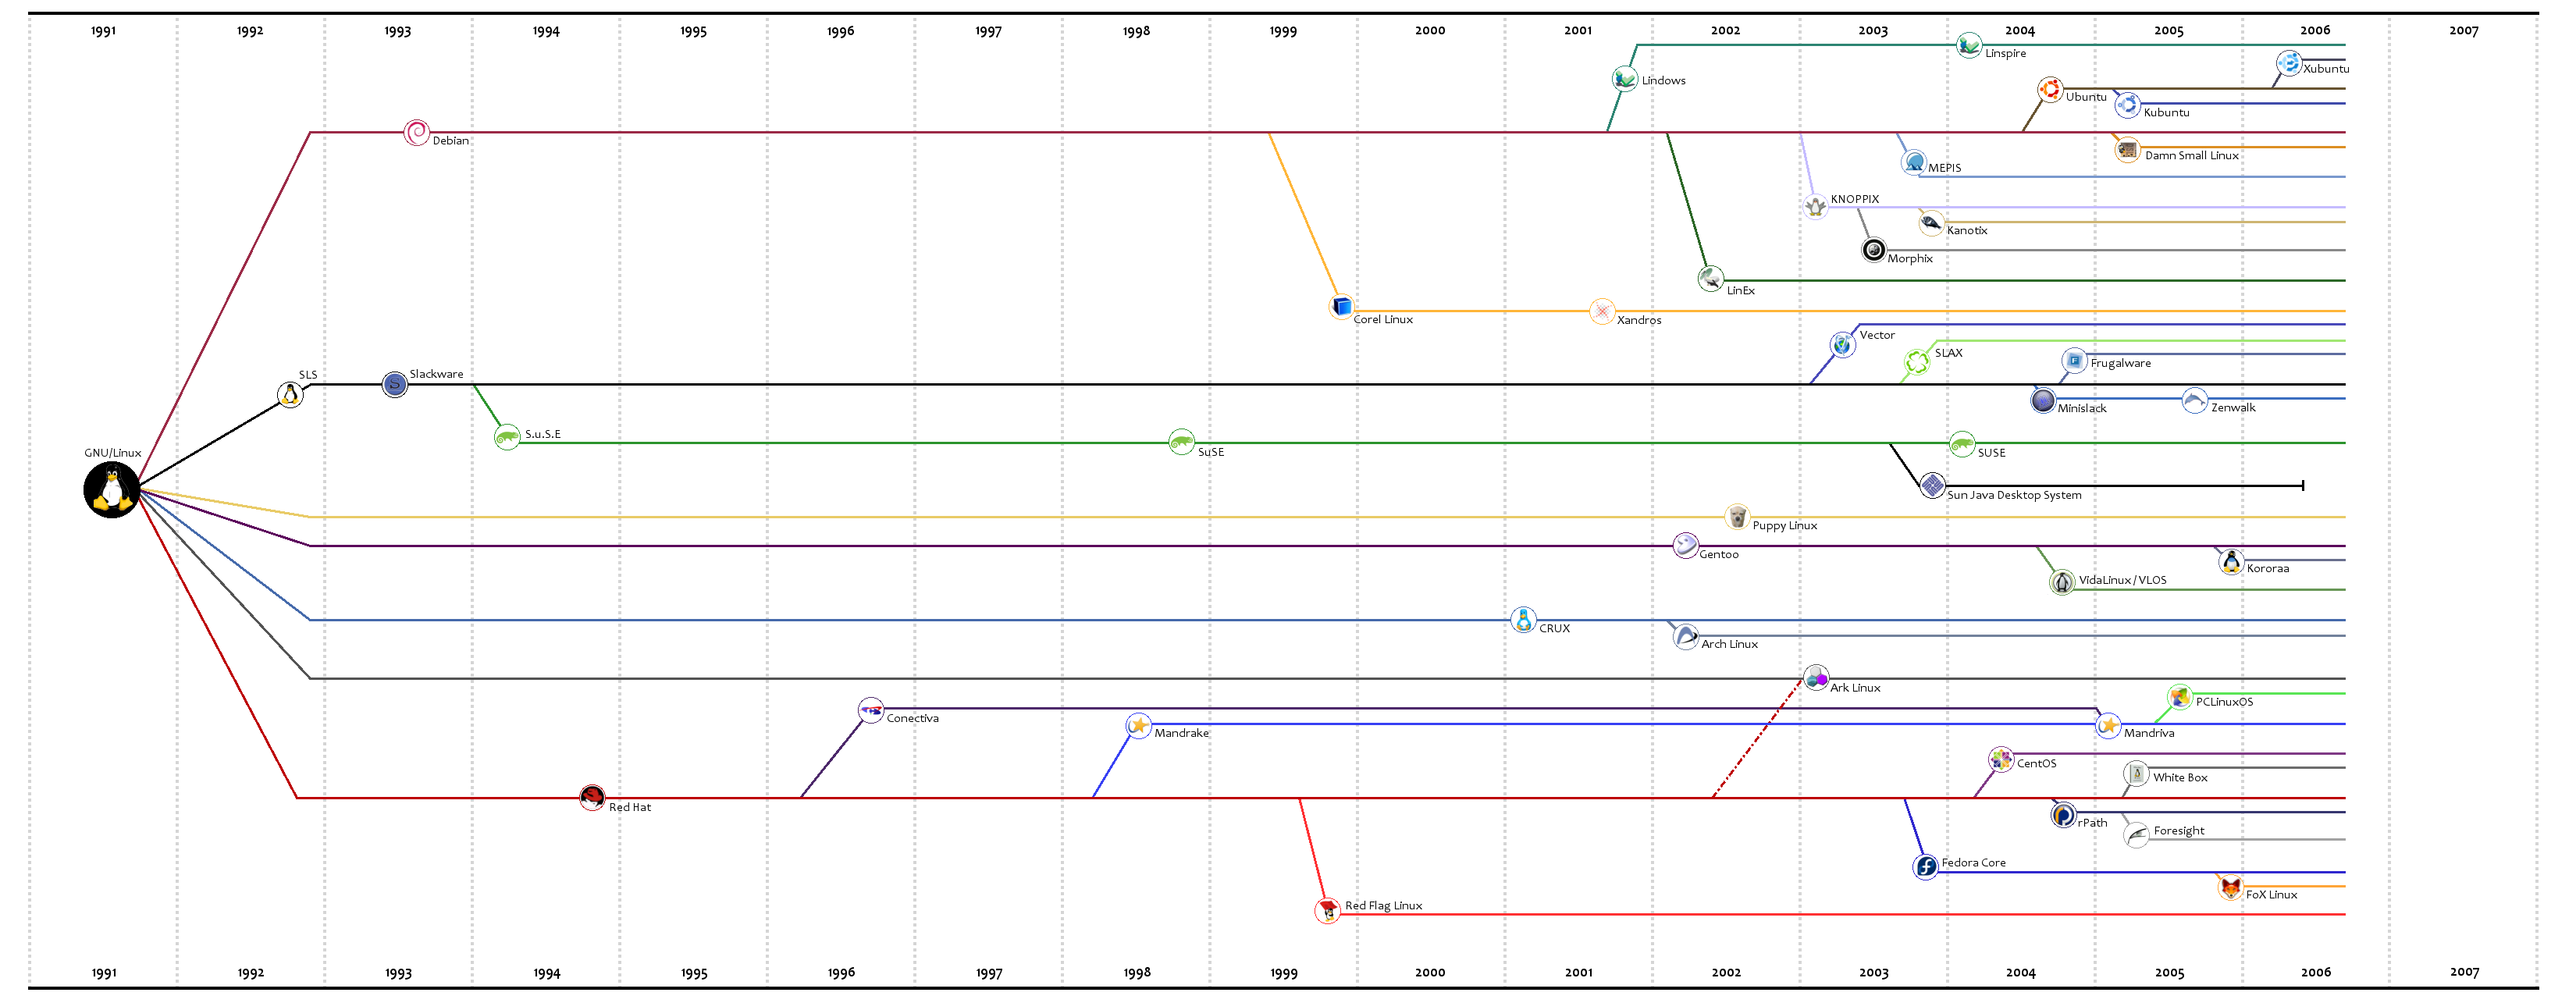 1991 1992 1993 1994 1995 1996 1997 1998 1999 2000 2001 2002 2003 2004 2005 2006 2007
Linspire
Xubuntu
Lindows
Ubuntu
Kubuntu
Debian
Damn Small Linux
MEPIS
KNOPPIX
Kanotix
Morphix
LinEx
Corel Linux
Xandros
Vector
SLAX
Frugalware
SLS
Slackware
Minislack
Zenwalk
S.u.S.E
SuSE
SUSE
GNU/Linux
Sun Java Desktop System
Puppy Linux
Gentoo
Kororaa
VidaLinux / VLOS
CRUX
Arch Linux
Ark Linux
PCLinuxOS
Conectiva
Mandrake
Mandriva
CentOS
White Box
Red Hat
rPath
Foresight
Fedora Core
FoX Linux
Red Flag Linux
1991 1992 1993 1994 1995 1996 1997 1998 1999 2000 2001 2002 2003 2004 2005 2006 2007